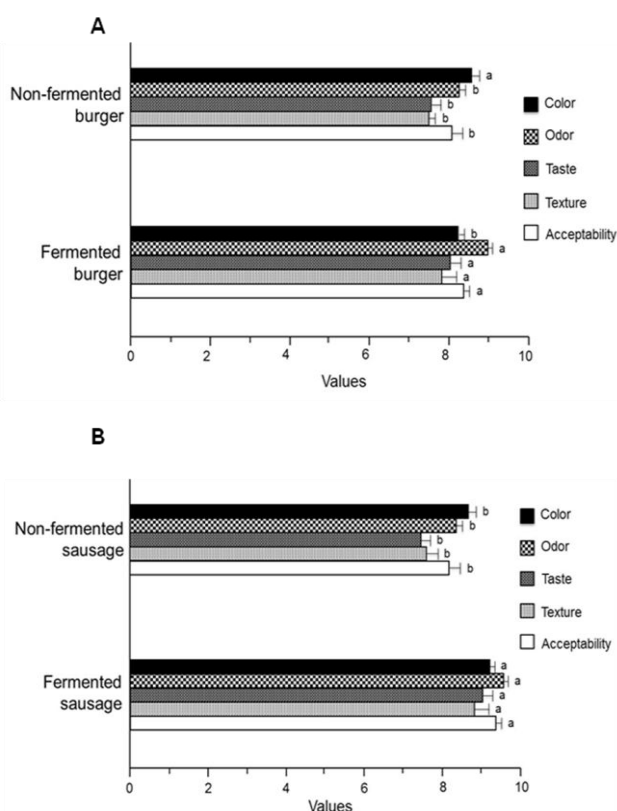 A
Non-fermented
burger
a
b
b
b
b
Fermented
burger
b
a
a
a
a
Color
Odor
Taste
Texture
Acceptability
0 2 4 6 8 10
Values
B
Non-fermented
sausage
b
b
b
b
b
Fermented
sausage
a
a
a
a
a
Color
Odor
Taste
Texture
Acceptability
0 2 4 6 8 10
Values